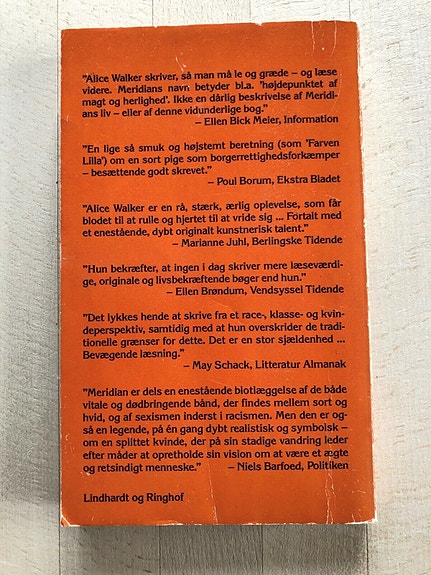 "Alice Walker skriver, så man må le og græde – og læse
videre. Meridians navn betyder bl.a. 'højdepunktet af
magt og herlighed'. Ikke en dårlig beskrivelse af Meridi-
ans liv – eller af denne vidunderlige bog."
– Ellen Bick Meier, Information
"En lige så smuk og højstemt beretning (som 'Farven
Lilla') om en sort pige som borgerrettighedsforkæmper
– besættende godt skrevet."
– Poul Borum, Ekstra Bladet
"Alice Walker er en rå, stærk, ærlig oplevelse, som får
blodet til at rulle og hjertet til at vride sig ... Fortalt med
et enestående, dybt originalt kunstnerisk talent."
– Marianne Juhl, Berlingske Tidende
"Hun bekræfter, at ingen i dag skriver mere læseværdi-
ge, originale og livsbekræftende bøger end hun."
– Ellen Brøndum, Vendsyssel Tidende
"Det lykkes hende at skrive fra et race-, klasse- og kvin-
deperspektiv, samtidig med at hun overskrider de tradi-
tionelle grænser for dette. Det er en stor sjældenhed ...
Bevægende læsning."
– May Schack, Litteratur Almanak
"Meridian er dels en enestående blotlæggelse af de både
vitale og dødbringende bånd, der findes mellem sort og
hvid, og af sexismen inderst i racismen. Men den er og-
så en legende, på én gang dybt realistisk og symbolsk –
om en splittet kvinde, der på sin stadige vandring leder
efter måder at opretholde sin vision om at være et ægte
og retsindigt menneske." – Niels Barfoed, Politiken
Lindhardt og Ringhof